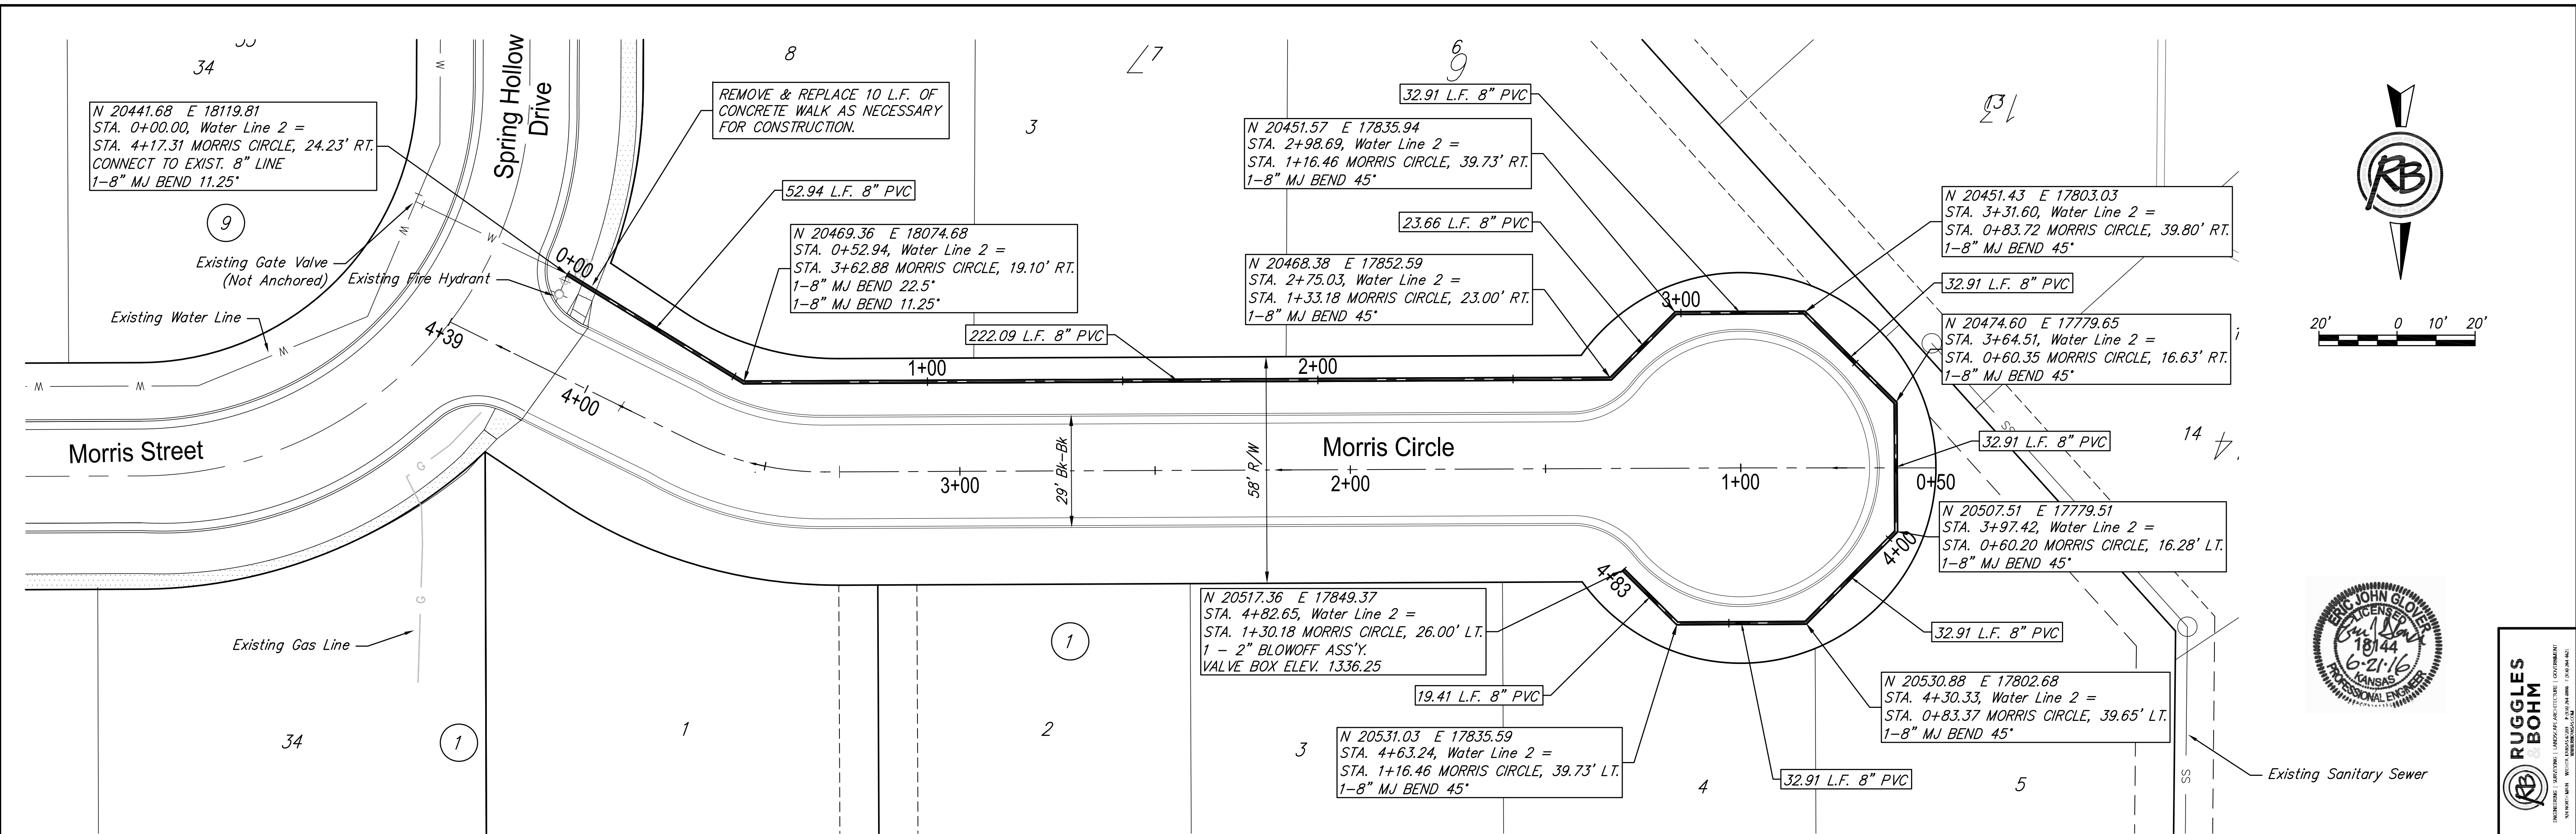 33
34
N 20441.68 E 18119.81
STA. 0+00.00, Water Line 2 =
STA. 4+17.31 MORRIS CIRCLE, 24.23' RT.
CONNECT TO EXIST. 8" LINE
1-8" MJ BEND 11.25°
9
Existing Gate Valve
(Not Anchored)
Existing Fire Hydrant
Existing Water Line
W
W
W
W
W
W
W
Spring Hollow
Drive
8
REMOVE & REPLACE 10 L.F. OF
CONCRETE WALK AS NECESSARY
FOR CONSTRUCTION.
3
7
7
6
6
52.94 L.F. 8" PVC
N 20469.36 E 18074.68
STA. 0+52.94, Water Line 2 =
STA. 3+62.88 MORRIS CIRCLE, 19.10' RT.
1-8" MJ BEND 22.5°
1-8" MJ BEND 11.25°
222.09 L.F. 8" PVC
32.91 L.F. 8" PVC
N 20451.57 E 17835.94
STA. 2+98.69, Water Line 2 =
STA. 1+16.46 MORRIS CIRCLE, 39.73' RT.
1-8" MJ BEND 45°
23.66 L.F. 8" PVC
N 20468.38 E 17852.59
STA. 2+75.03, Water Line 2 =
STA. 1+33.18 MORRIS CIRCLE, 23.00' RT.
1-8" MJ BEND 45°
13
13
N 20451.43 E 17803.03
STA. 3+31.60, Water Line 2 =
STA. 0+83.72 MORRIS CIRCLE, 39.80' RT.
1-8" MJ BEND 45°
32.91 L.F. 8" PVC
N 20474.60 E 17779.65
STA. 3+64.51, Water Line 2 =
STA. 0+60.35 MORRIS CIRCLE, 16.63' RT.
1-8" MJ BEND 45°
RB
20' 0 10' 20'
0+00
1+00
2+00
3+00
4+00
4+83
4+39
4+00
3+00
2+00
1+00
0+50
Morris Street
Morris Circle
29' Bk-Bk
58' R/W
SS
14
4
32.91 L.F. 8" PVC
N 20507.51 E 17779.51
STA. 3+97.42, Water Line 2 =
STA. 0+60.20 MORRIS CIRCLE, 16.28' LT.
1-8" MJ BEND 45°
32.91 L.F. 8" PVC
N 20517.36 E 17849.37
STA. 4+82.65, Water Line 2 =
STA. 1+30.18 MORRIS CIRCLE, 26.00' LT.
1 - 2" BLOWOFF ASS'Y.
VALVE BOX ELEV. 1336.25
19.41 L.F. 8" PVC
N 20531.03 E 17835.59
STA. 4+63.24, Water Line 2 =
STA. 1+16.46 MORRIS CIRCLE, 39.73' LT.
1-8" MJ BEND 45°
32.91 L.F. 8" PVC
N 20530.88 E 17802.68
STA. 4+30.33, Water Line 2 =
STA. 0+83.37 MORRIS CIRCLE, 39.65' LT.
1-8" MJ BEND 45°
G
G
Existing Gas Line
34
1
1
1
2
3
4
5
SS
Existing Sanitary Sewer
ERIC JOHN GLOVER
LICENSED
18144
6-21-16
KANSAS
PROFESSIONAL ENGINEER
RB
RUGGLES
& BOHM
ENGINEERING | SURVEYING | LANDSCAPE ARCHITECTURE | GOVERNMENT